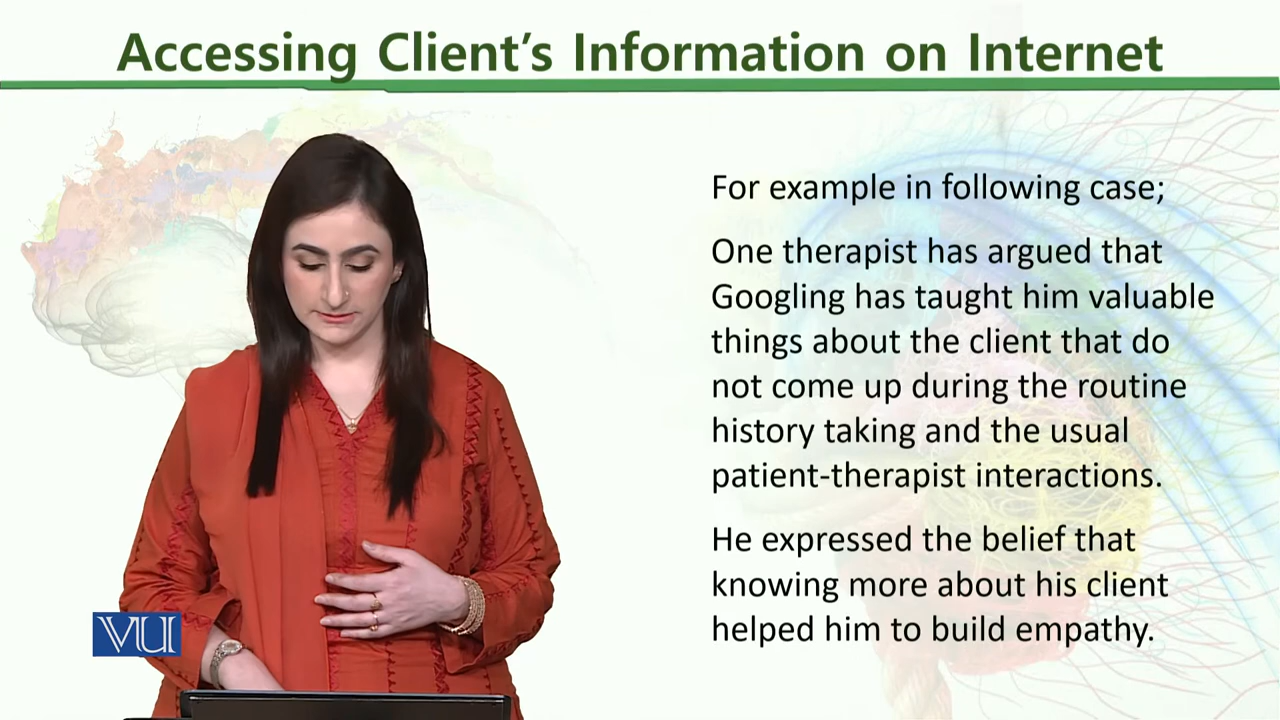 Accessing Client's Information on Internet
For example in following case;
One therapist has argued that
Googling has taught him valuable
things about the client that do
not come up during the routine
history taking and the usual
patient-therapist interactions.
He expressed the belief that
knowing more about his client
helped him to build empathy.
VU